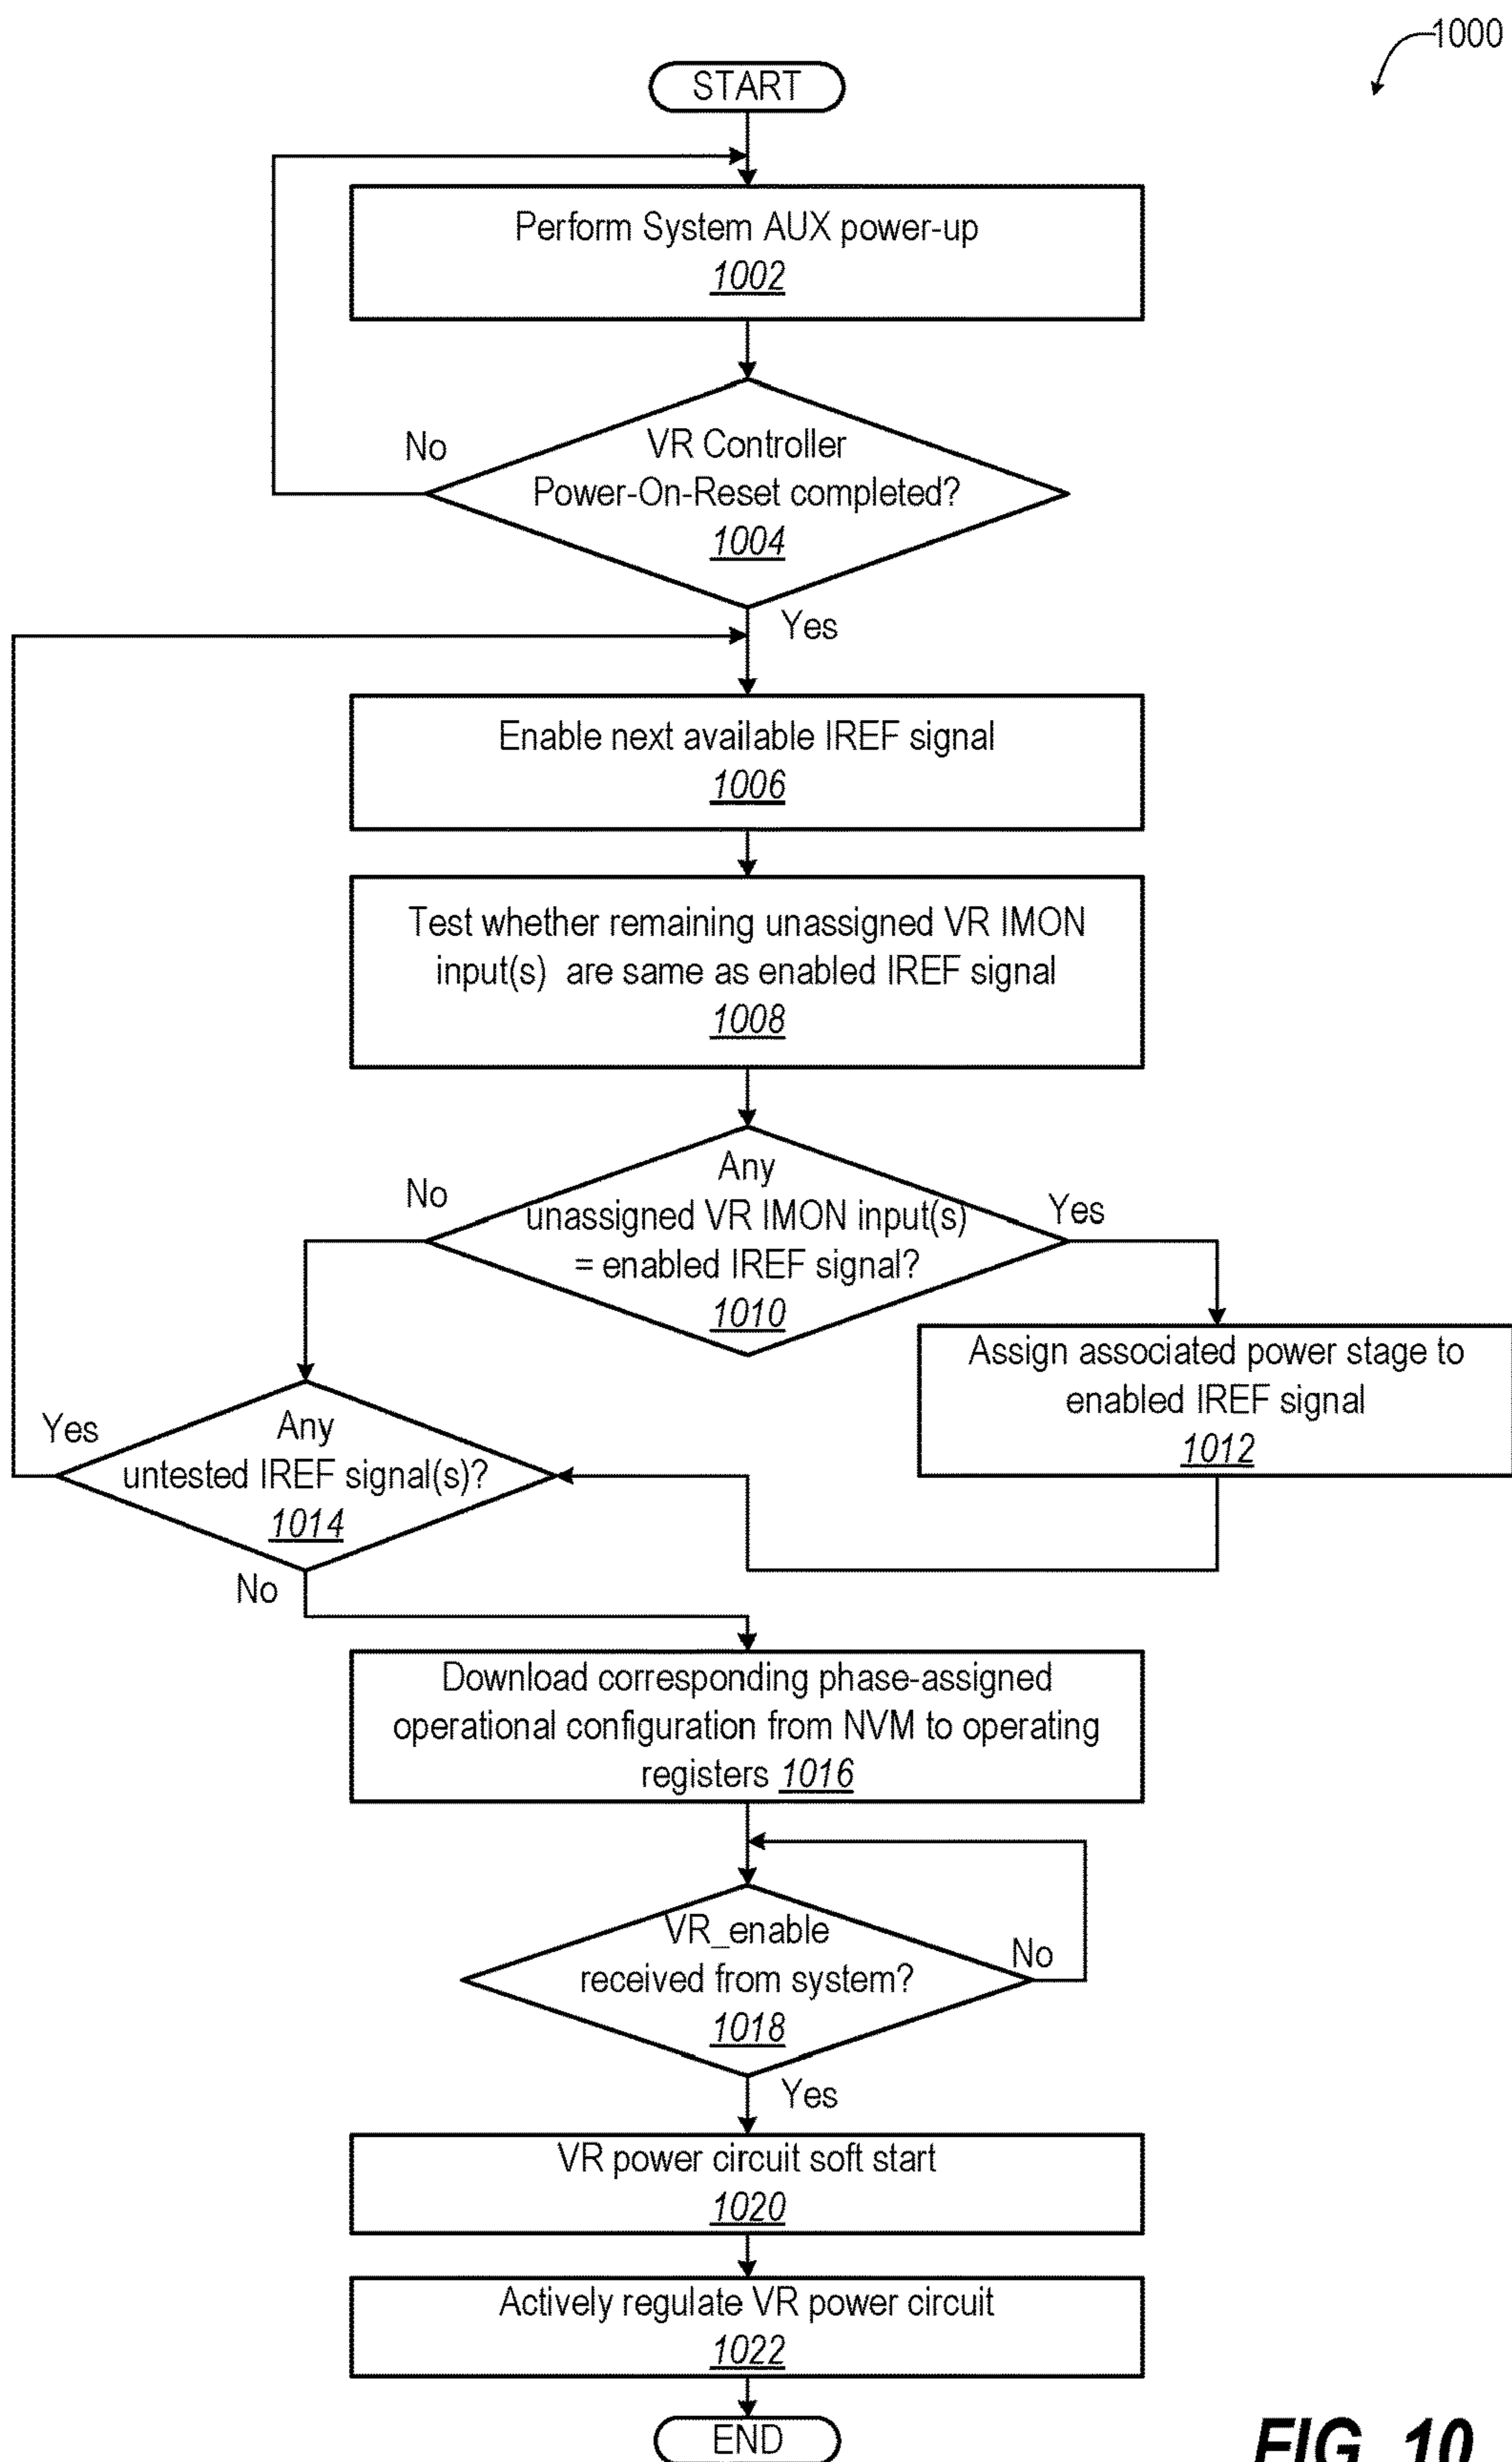 1000
START
Perform System AUX power-up
1002
No
VR Controller
Power-On-Reset completed?
1004
Yes
Enable next available IREF signal
1006
Test whether remaining unassigned VR IMON
input(s) are same as enabled IREF signal
1008
No
Any
unassigned VR IMON input(s)
= enabled IREF signal?
1010
Yes
Assign associated power stage to
enabled IREF signal
1012
Yes
Any
untested IREF signal(s)?
1014
No
Download corresponding phase-assigned
operational configuration from NVM to operating
registers 1016
VR_enable
received from system?
1018
No
Yes
VR power circuit soft start
1020
Actively regulate VR power circuit
1022
END
FIG. 10